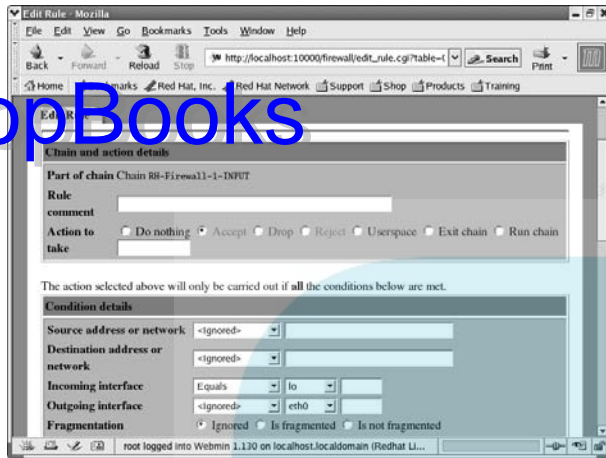 Edit Rule - Mozilla
File Edit View Go Bookmarks Tools Window Help
Back Forward Reload Stop http://localhost:10000/firewall/edit_rule.cgi?table= Search Print
Home marks Red Hat, Inc. Red Hat Network Support Shop Products Training
opBooks
Edit Rule
Chain and action details
Part of chain Chain RH-Firewall-1-INPUT
Rule comment
Action to take Do nothing Accept Drop Reject Userspace Exit chain Run chain
The action selected above will only be carried out if all the conditions below are met.
Condition details
Source address or network <Ignored>
Destination address or network <Ignored>
Incoming interface Equals lo
Outgoing interface <Ignored> eth0
Fragmentation Ignored Is fragmented Is not fragmented
root logged into Webmin 1.130 on localhost.localdomain (Redhat Li...